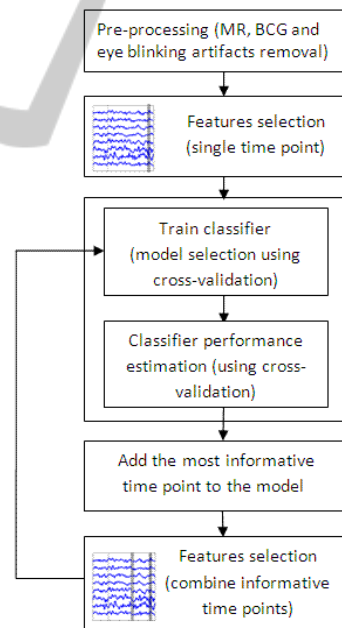 Pre-processing (MR, BCG and
eye blinking artifacts removal)
Features selection
(single time point)
Train classifier
(model selection using
cross-validation)
Classifier performance
estimation (using cross-
validation)
Add the most informative
time point to the model
Features selection
(combine informative
time points)